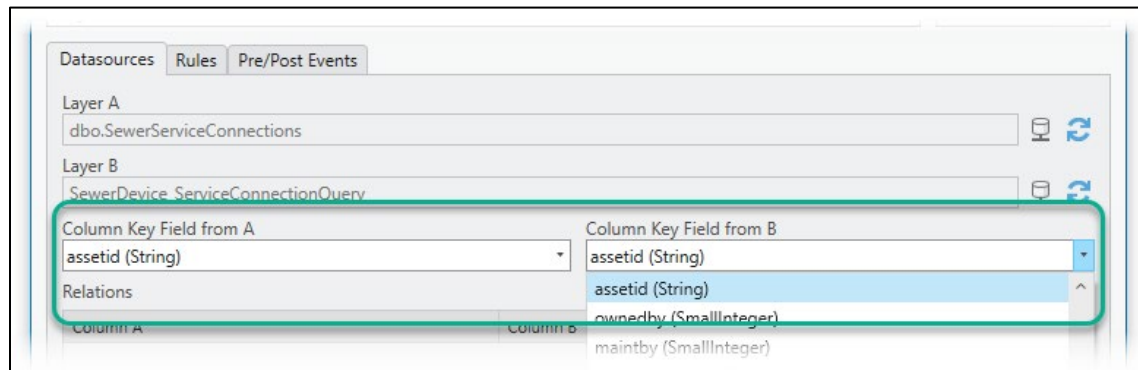 Datasources Rules Pre/Post Events
Layer A
dbo.SewerServiceConnections
Layer B
SewerDevice_ServiceConnectionQuery
Column Key Field from A Column Key Field from B
assetid (String) assetid (String)
Relations assetid (String)
Column A Column B ownedby (SmallInteger)
maintby (SmallInteger)